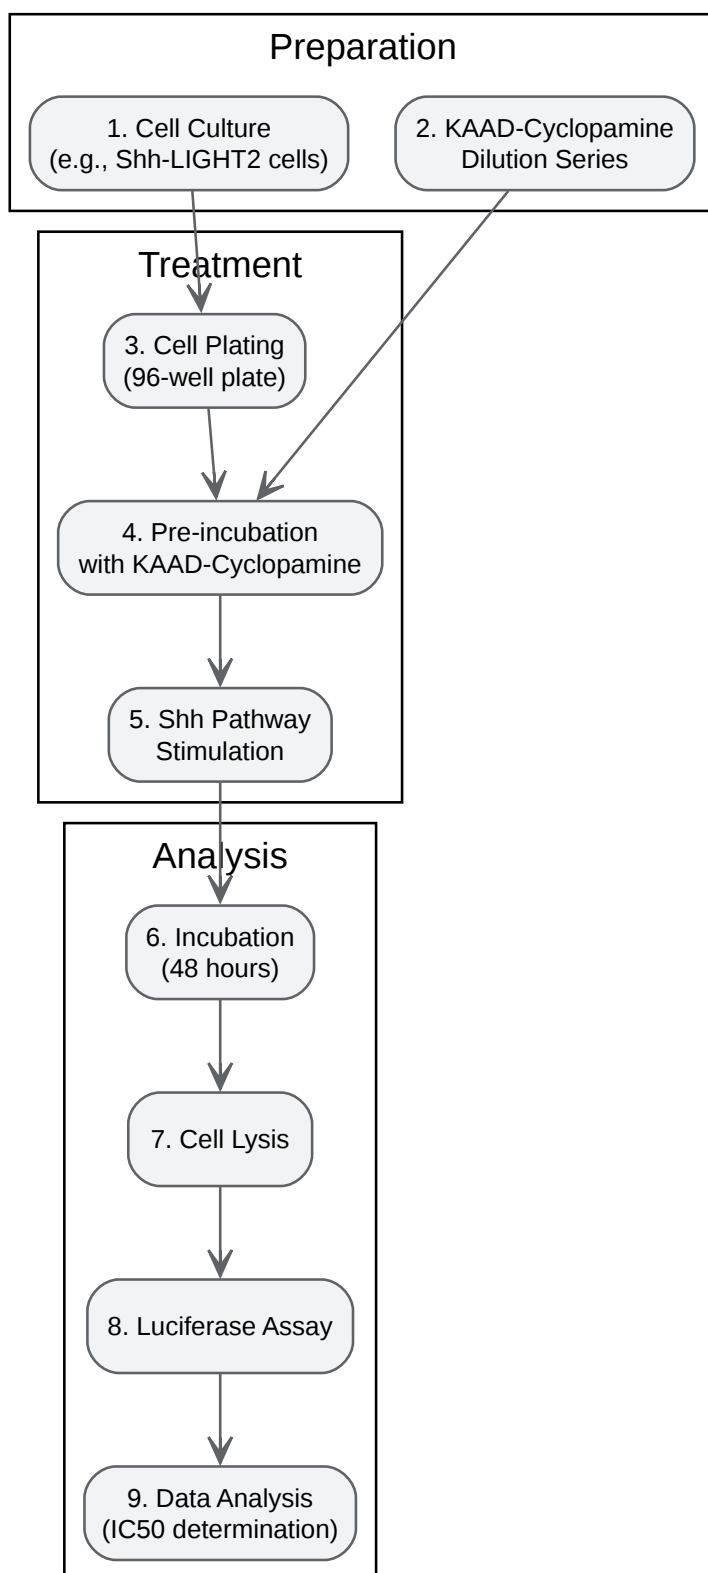 Preparation
1. Cell Culture
(e.g., Shh-LIGHT2 cells)
2. KAAD-Cyclopamine
Dilution Series
Treatment
3. Cell Plating
(96-well plate)
4. Pre-incubation
with KAAD-Cyclopamine
5. Shh Pathway
Stimulation
Analysis
6. Incubation
(48 hours)
7. Cell Lysis
8. Luciferase Assay
9. Data Analysis
(IC50 determination)